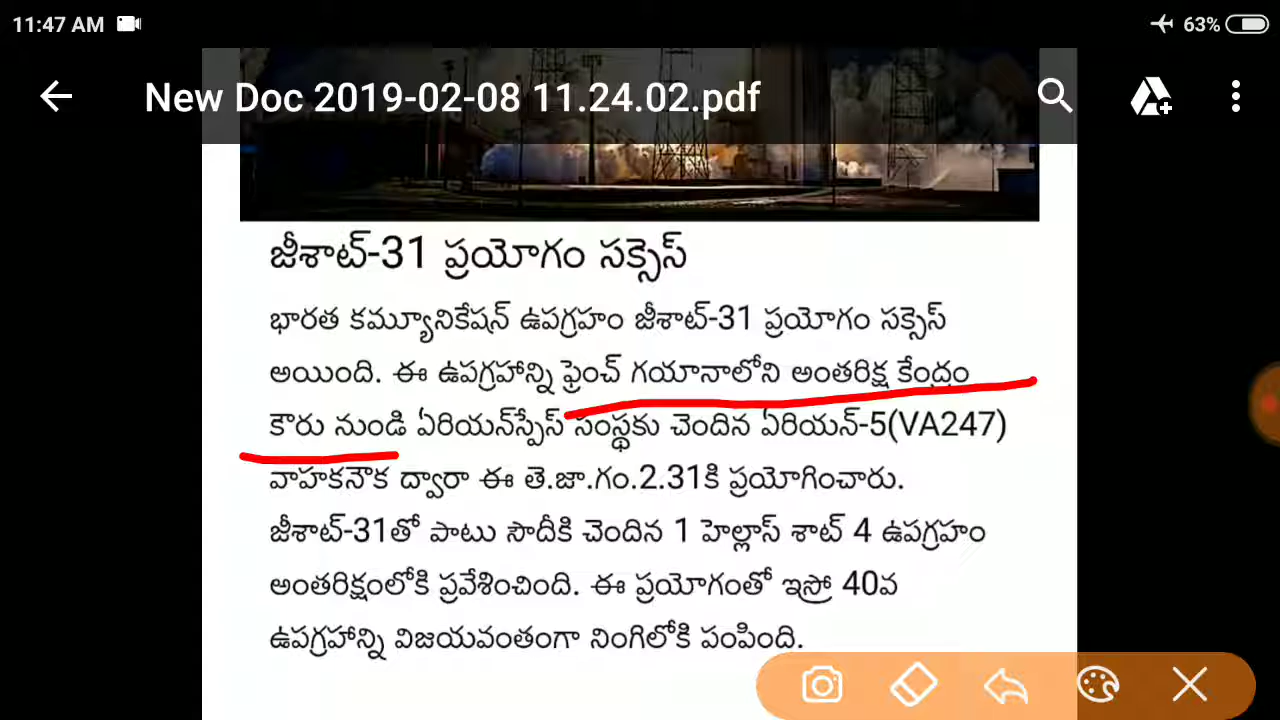 11:47 AM 63%
New Doc 2019-02-08 11.24.02.pdf
జీశాట్-31 ప్రయోగం సక్సెస్
భారత కమ్యూనికేషన్ ఉపగ్రహం జీశాట్-31 ప్రయోగం సక్సెస్
అయింది. ఈ ఉపగ్రహాన్ని ఫ్రెంచ్ గయానాలోని అంతరిక్ష కేంద్రం
కౌరు నుండి ఏరియన్‌స్పేస్ సంస్థకు చెందిన ఏరియన్-5(VA247)
వాహకనౌక ద్వారా ఈ తె.జా.గం.2.31కి ప్రయోగించారు.
జీశాట్-31తో పాటు సౌదీకి చెందిన 1 హెల్లాస్ శాట్ 4 ఉపగ్రహం
అంతరిక్షంలోకి ప్రవేశించింది. ఈ ప్రయోగంతో ఇస్రో 40వ
ఉపగ్రహాన్ని విజయవంతంగా నింగిలోకి పంపింది.